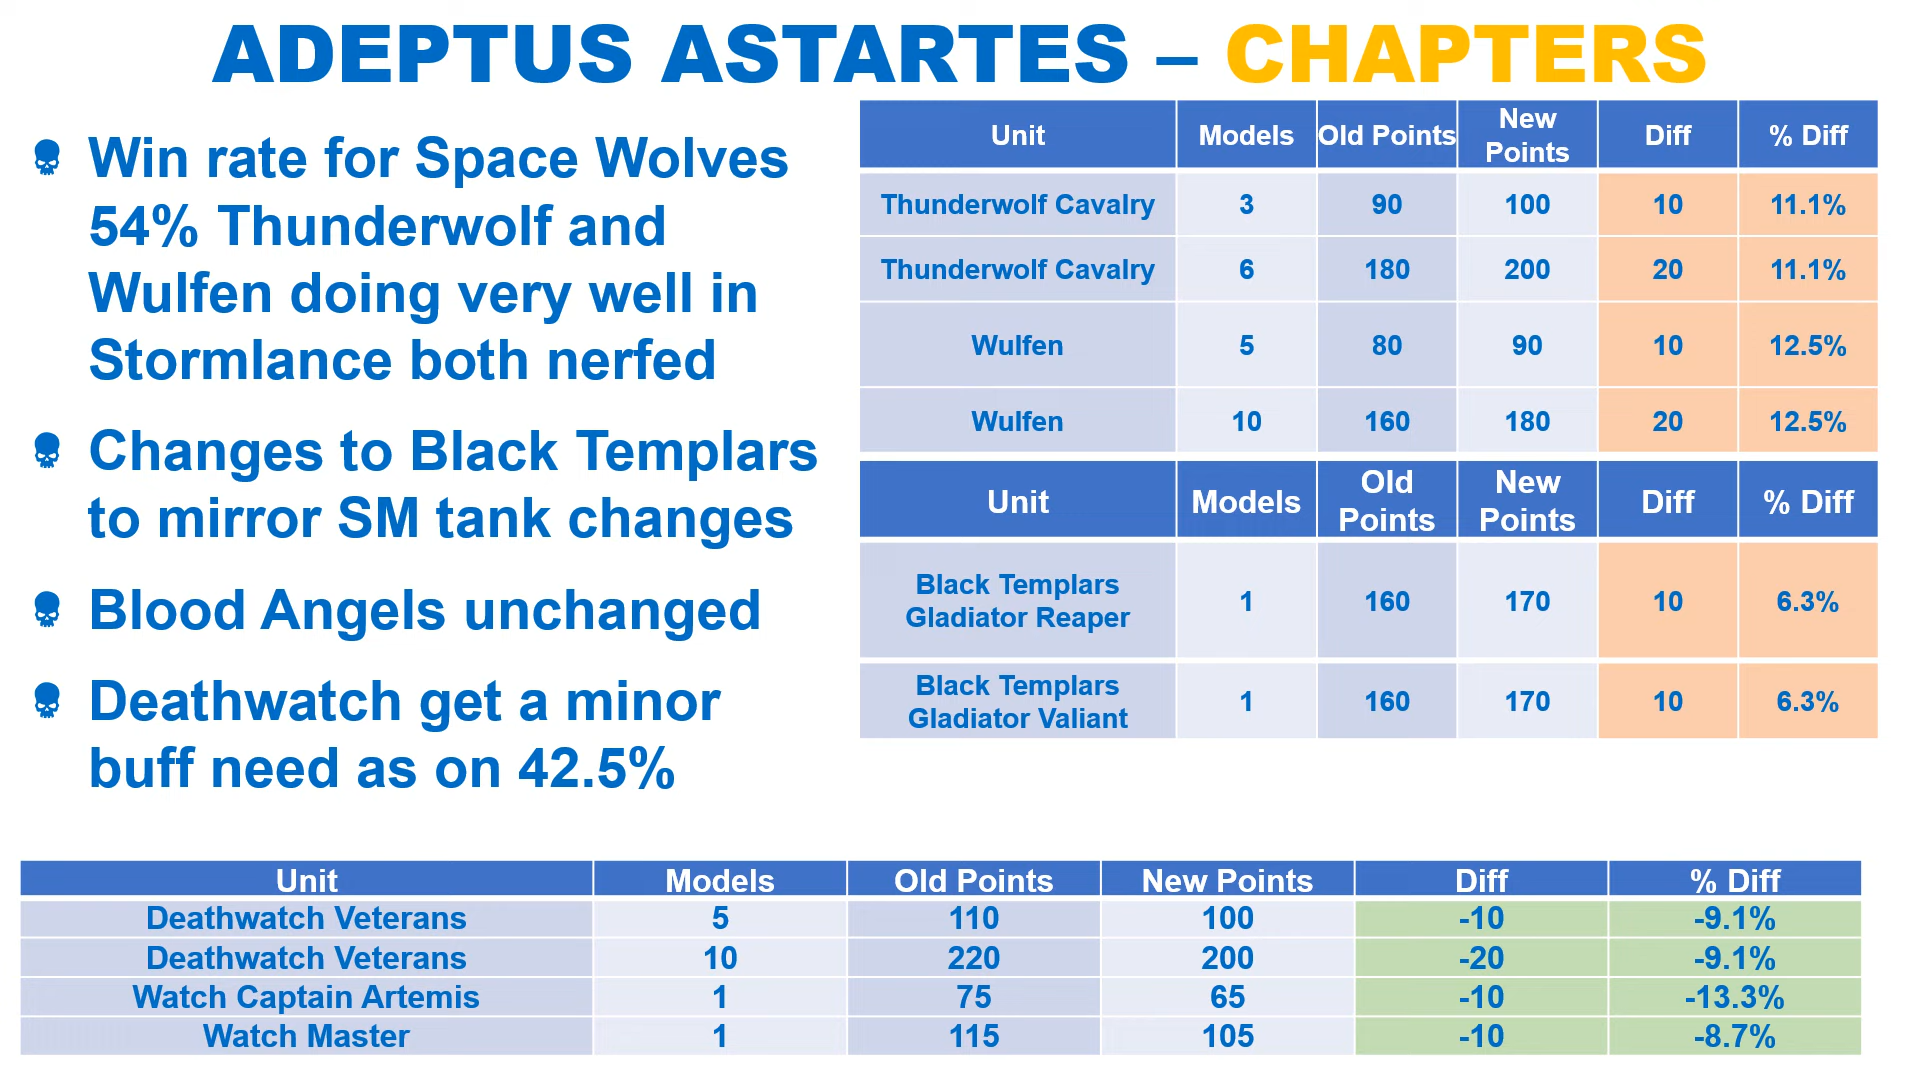 ADEPTUS ASTARTES – CHAPTERS
Win rate for Space Wolves
54% Thunderwolf and
Wulfen doing very well in
Stormlance both nerfed
Changes to Black Templars
to mirror SM tank changes
Blood Angels unchanged
Deathwatch get a minor
buff need as on 42.5%
Unit Models Old Points New Points Diff % Diff
Thunderwolf Cavalry 3 90 100 10 11.1%
Thunderwolf Cavalry 6 180 200 20 11.1%
Wulfen 5 80 90 10 12.5%
Wulfen 10 160 180 20 12.5%
Unit Models Old Points New Points Diff % Diff
Black Templars Gladiator Reaper 1 160 170 10 6.3%
Black Templars Gladiator Valiant 1 160 170 10 6.3%
Unit Models Old Points New Points Diff % Diff
Deathwatch Veterans 5 110 100 -10 -9.1%
Deathwatch Veterans 10 220 200 -20 -9.1%
Watch Captain Artemis 1 75 65 -10 -13.3%
Watch Master 1 115 105 -10 -8.7%